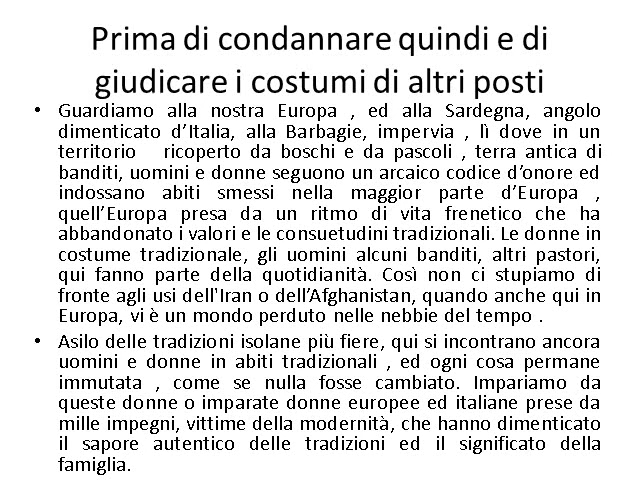 Prima di condannare quindi e di
giudicare i costumi di altri posti
• Guardiamo alla nostra Europa , ed alla Sardegna, angolo
dimenticato d’Italia, alla Barbagie, impervia , lì dove in un
territorio ricoperto da boschi e da pascoli , terra antica di
banditi, uomini e donne seguono un arcaico codice d’onore ed
indossano abiti smessi nella maggior parte d’Europa ,
quell’Europa presa da un ritmo di vita frenetico che ha
abbandonato i valori e le consuetudini tradizionali. Le donne in
costume tradizionale, gli uomini alcuni banditi, altri pastori,
qui fanno parte della quotidianità. Così non ci stupiamo di
fronte agli usi dell'Iran o dell’Afghanistan, quando anche qui in
Europa, vi è un mondo perduto nelle nebbie del tempo .
• Asilo delle tradizioni isolane più fiere, qui si incontrano ancora
uomini e donne in abiti tradizionali , ed ogni cosa permane
immutata , come se nulla fosse cambiato. Impariamo da
queste donne o imparate donne europee ed italiane prese da
mille impegni, vittime della modernità, che hanno dimenticato
il sapore autentico delle tradizioni ed il significato della
famiglia.